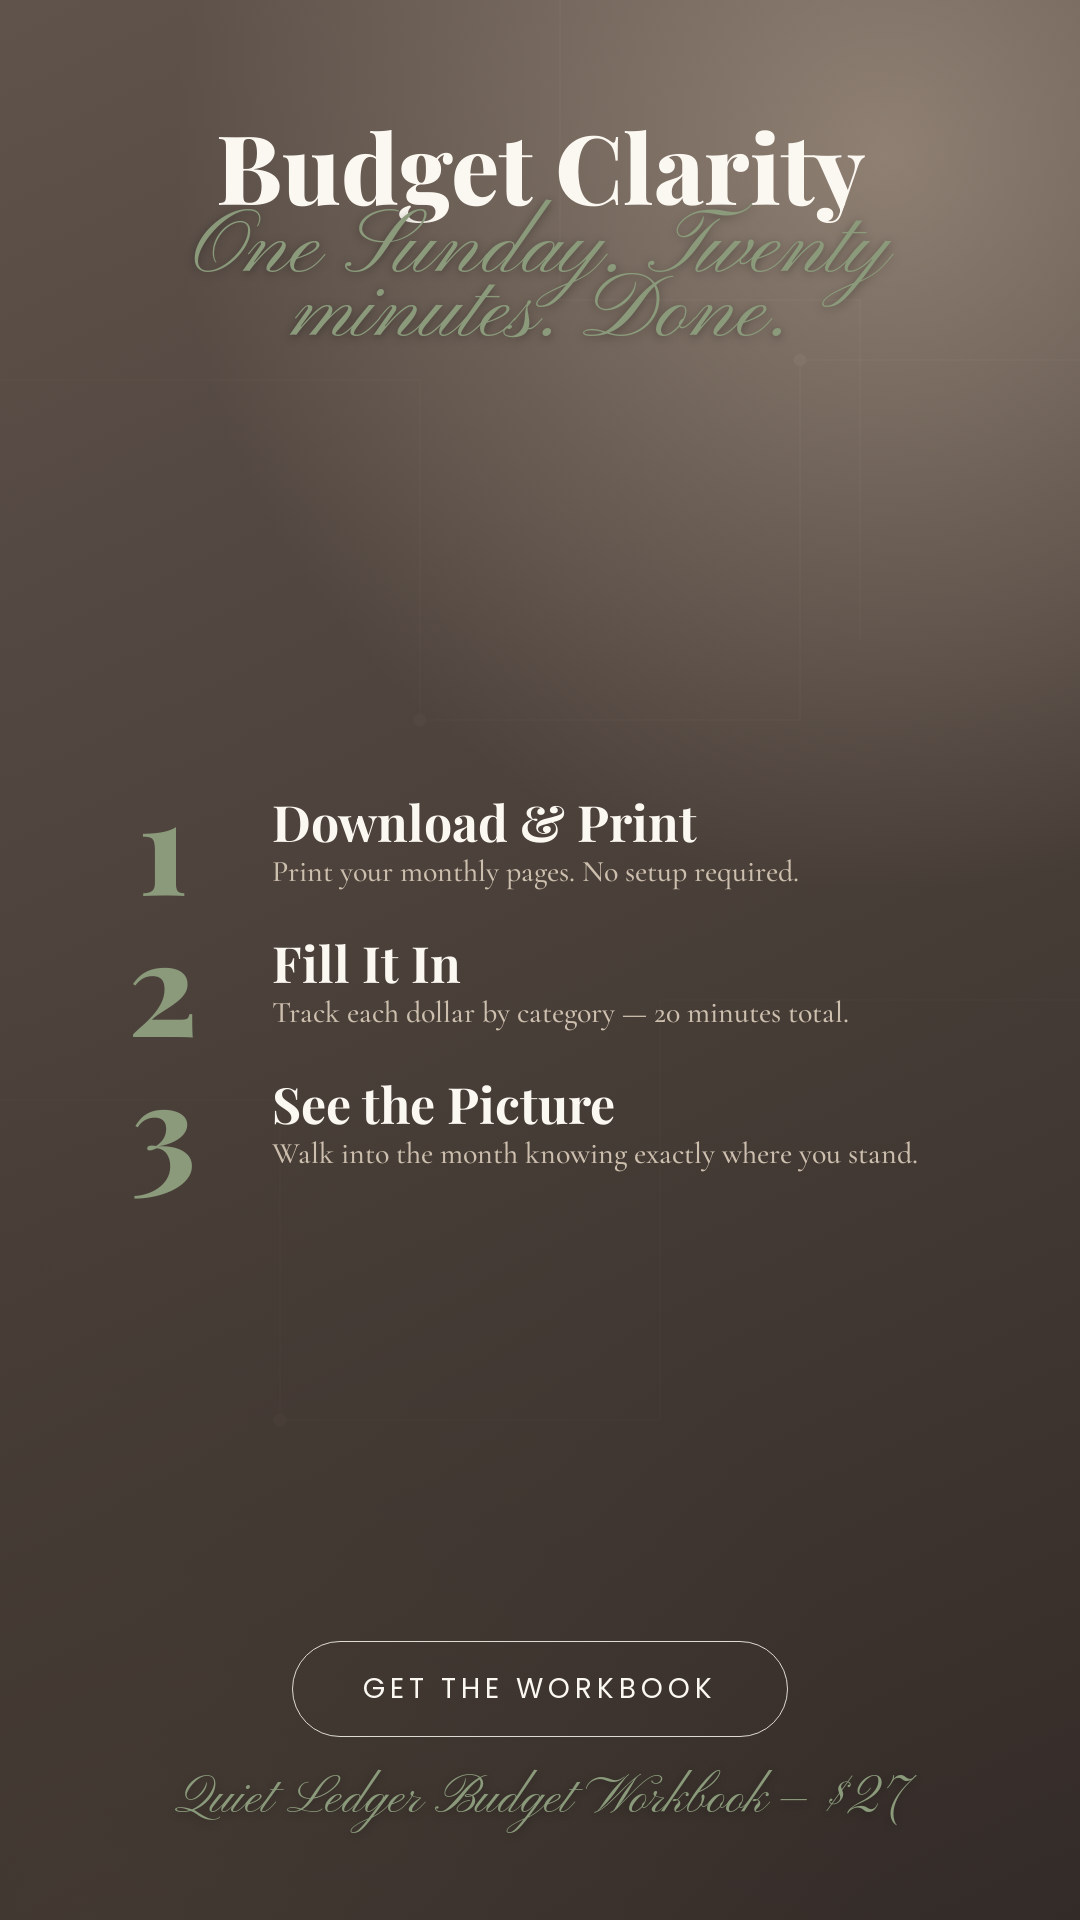 Budget Clarity
One Sunday. Twenty
minutes. Done.
1
Download & Print
Print your monthly pages. No setup required.
2
Fill It In
Track each dollar by category — 20 minutes total.
3
See the Picture
Walk into the month knowing exactly where you stand.
GET THE WORKBOOK
Quiet Ledger Budget Workbook — $27